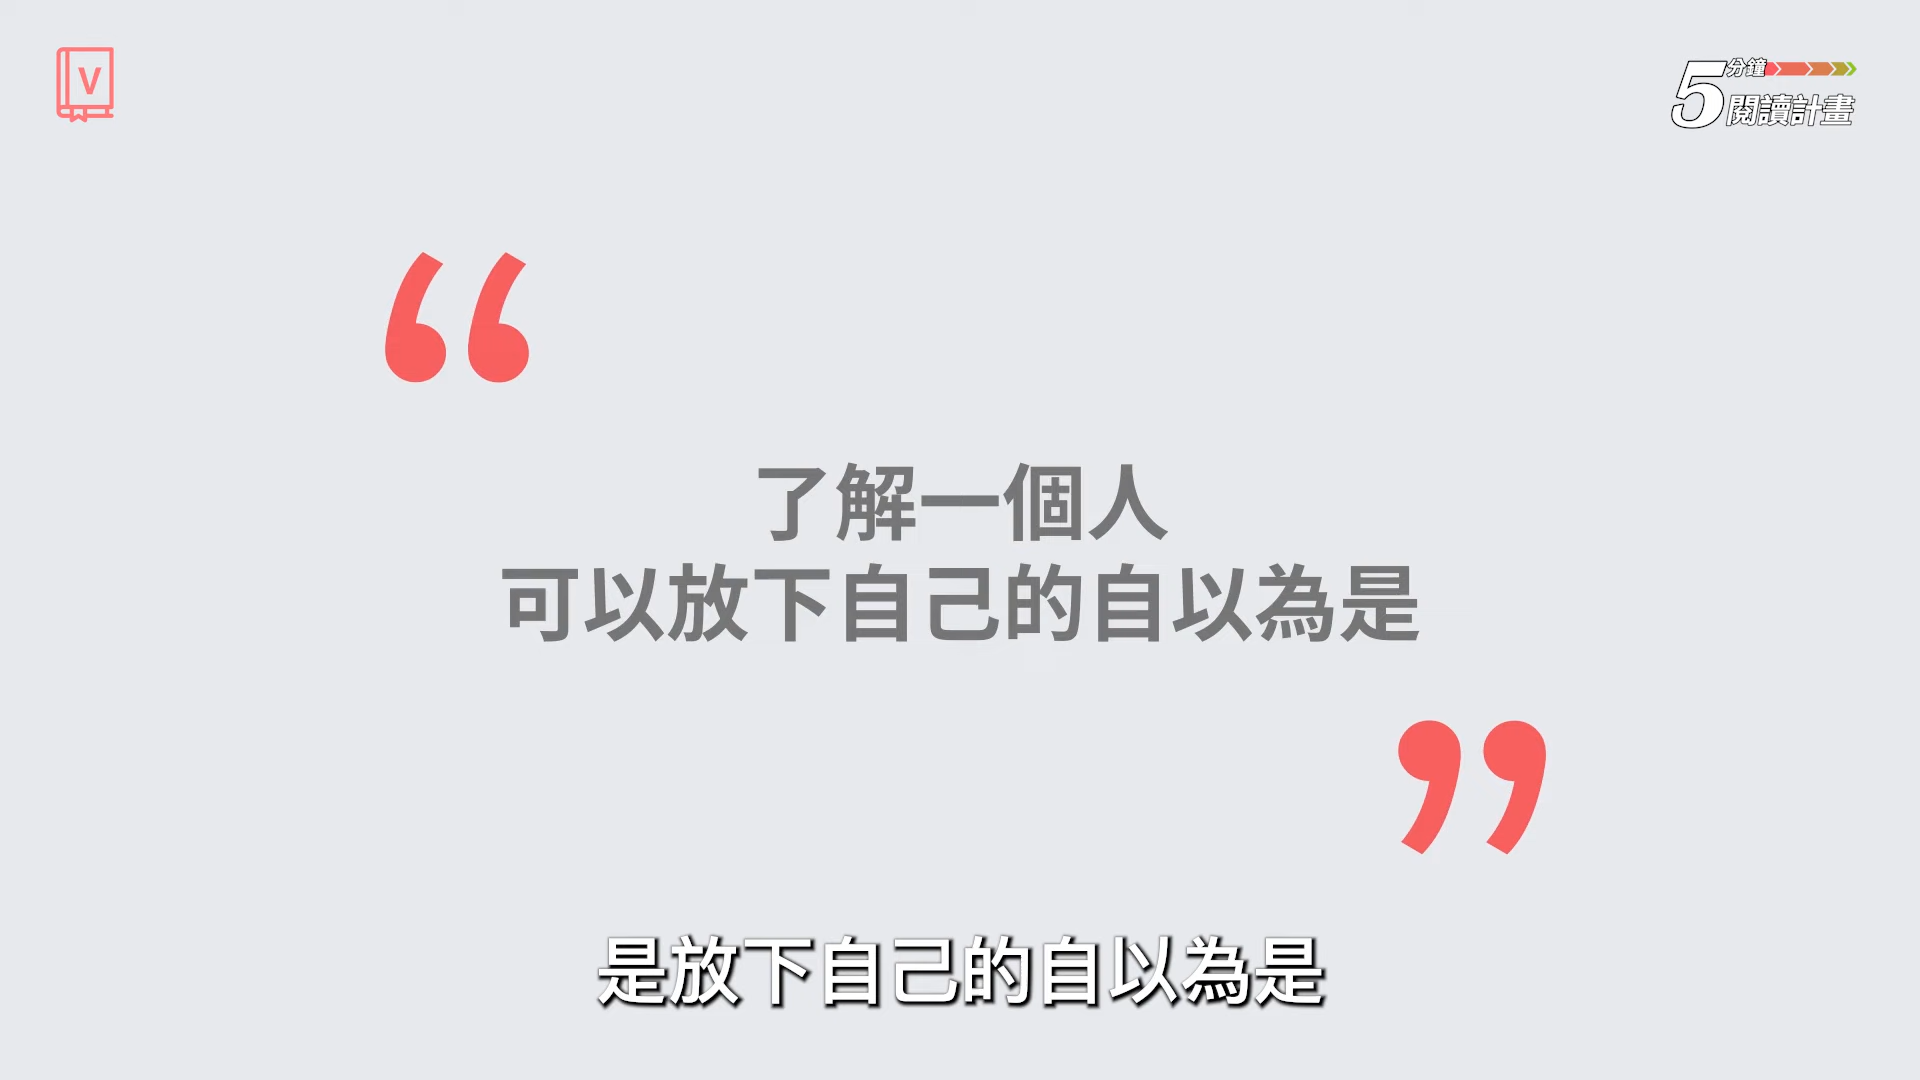 V
5分鐘
閱讀計畫
了解一個人
可以放下自己的自以為是
是放下自己的自以為是